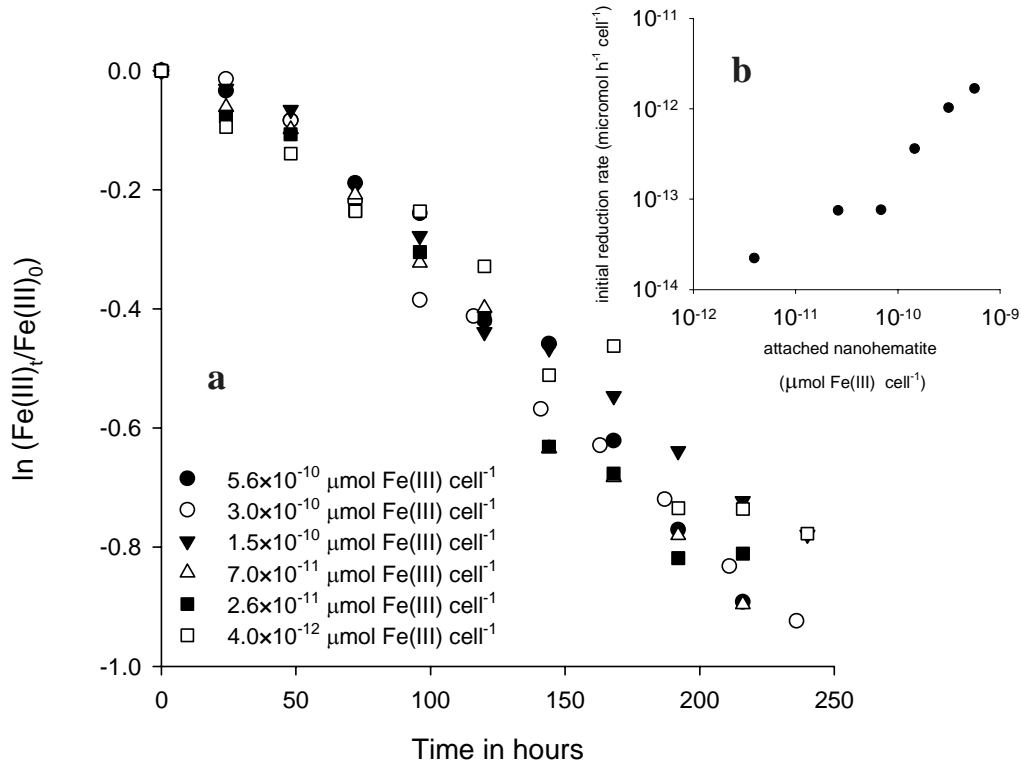 0.0
-0.2
-0.4
-0.6
-0.8
-1.0
0 50 100 150 200 250
Time in hours
ln (Fe(III)t/Fe(III)0)
a
5.6×10-10 μmol Fe(III) cell-1
3.0×10-10 μmol Fe(III) cell-1
1.5×10-10 μmol Fe(III) cell-1
7.0×10-11 μmol Fe(III) cell-1
2.6×10-11 μmol Fe(III) cell-1
4.0×10-12 μmol Fe(III) cell-1
b
initial reduction rate (micromol h-1 cell-1)
10-11
10-12
10-13
10-14
10-12 10-11 10-10 10-9
attached nanohematite
(μmol Fe(III) cell-1)